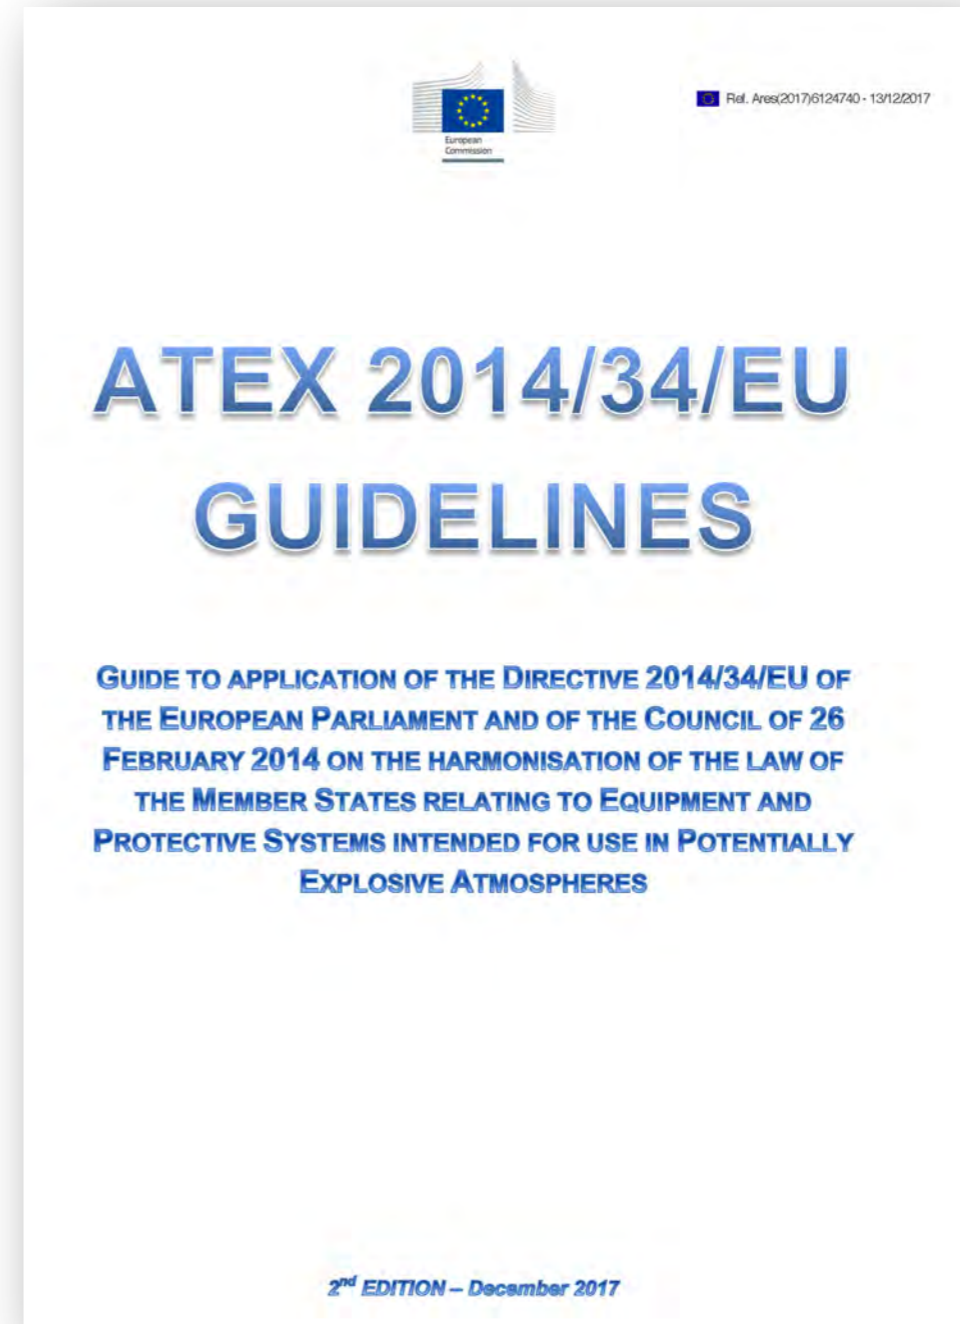 European
Commission
Ref. Ares(2017)6124740 - 13/12/2017
ATEX 2014/34/EU
GUIDELINES
GUIDE TO APPLICATION OF THE DIRECTIVE 2014/34/EU OF
THE EUROPEAN PARLIAMENT AND OF THE COUNCIL OF 26
FEBRUARY 2014 ON THE HARMONISATION OF THE LAW OF
THE MEMBER STATES RELATING TO EQUIPMENT AND
PROTECTIVE SYSTEMS INTENDED FOR USE IN POTENTIALLY
EXPLOSIVE ATMOSPHERES
2nd EDITION – December 2017